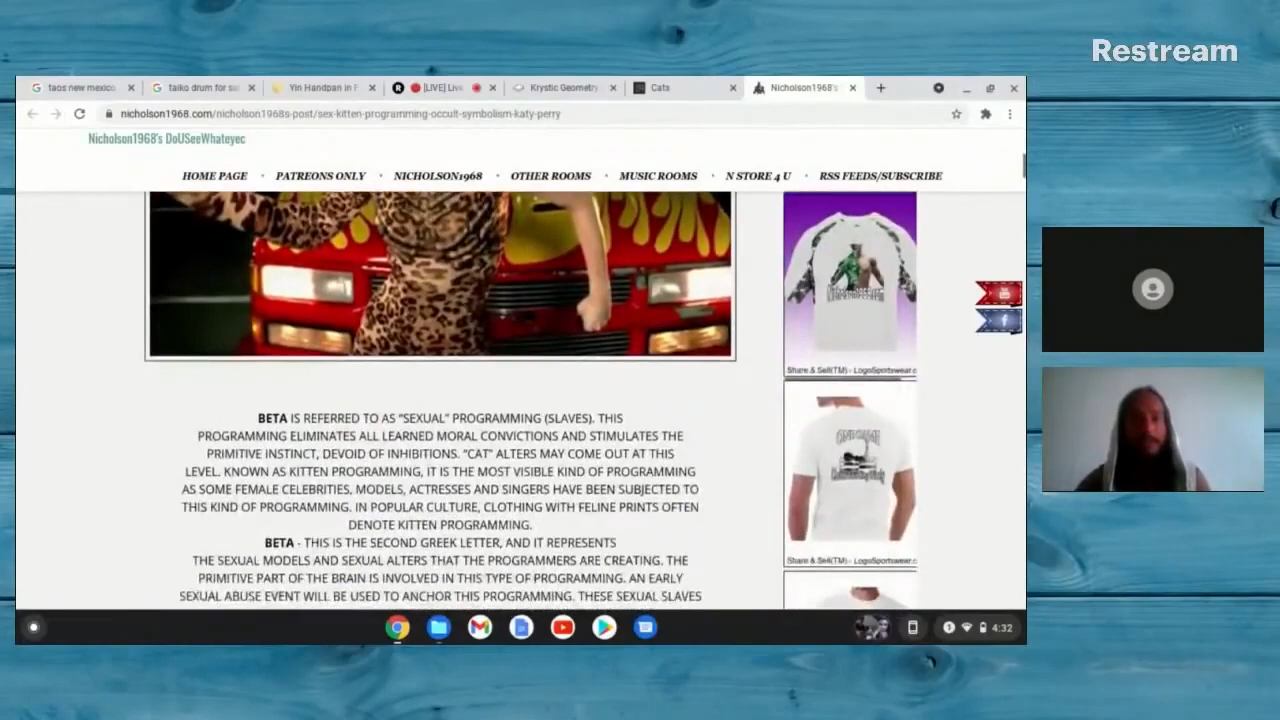 Restream
taos new mexico
taiko drum for sal
Yin Handpan in F
[LIVE] Live
Krystic Geometry
Cats
Nicholson1968's
nicholson1968.com/nicholson1968s-post/sex-kitten-programming-occult-symbolism-katy-perry
Nicholson1968's DoUSeeWhateyec
HOME PAGE
PATREONS ONLY
NICHOLSON1968
OTHER ROOMS
MUSIC ROOMS
N STORE 4 U
RSS FEEDS/SUBSCRIBE
Share & Sell(TM) - LogoSportswear.c
BETA IS REFERRED TO AS "SEXUAL" PROGRAMMING (SLAVES). THIS
PROGRAMMING ELIMINATES ALL LEARNED MORAL CONVICTIONS AND STIMULATES THE
PRIMITIVE INSTINCT, DEVOID OF INHIBITIONS. "CAT" ALTERS MAY COME OUT AT THIS
LEVEL. KNOWN AS KITTEN PROGRAMMING, IT IS THE MOST VISIBLE KIND OF PROGRAMMING
AS SOME FEMALE CELEBRITIES, MODELS, ACTRESSES AND SINGERS HAVE BEEN SUBJECTED TO
THIS KIND OF PROGRAMMING. IN POPULAR CULTURE, CLOTHING WITH FELINE PRINTS OFTEN
DENOTE KITTEN PROGRAMMING.
BETA - THIS IS THE SECOND GREEK LETTER, AND IT REPRESENTS
THE SEXUAL MODELS AND SEXUAL ALTERS THAT THE PROGRAMMERS ARE CREATING. THE
PRIMITIVE PART OF THE BRAIN IS INVOLVED IN THIS TYPE OF PROGRAMMING. AN EARLY
SEXUAL ABUSE EVENT WILL BE USED TO ANCHOR THIS PROGRAMMING. THESE SEXUAL SLAVES
Share & Sell(TM) - LogoSportswear.c
4:32